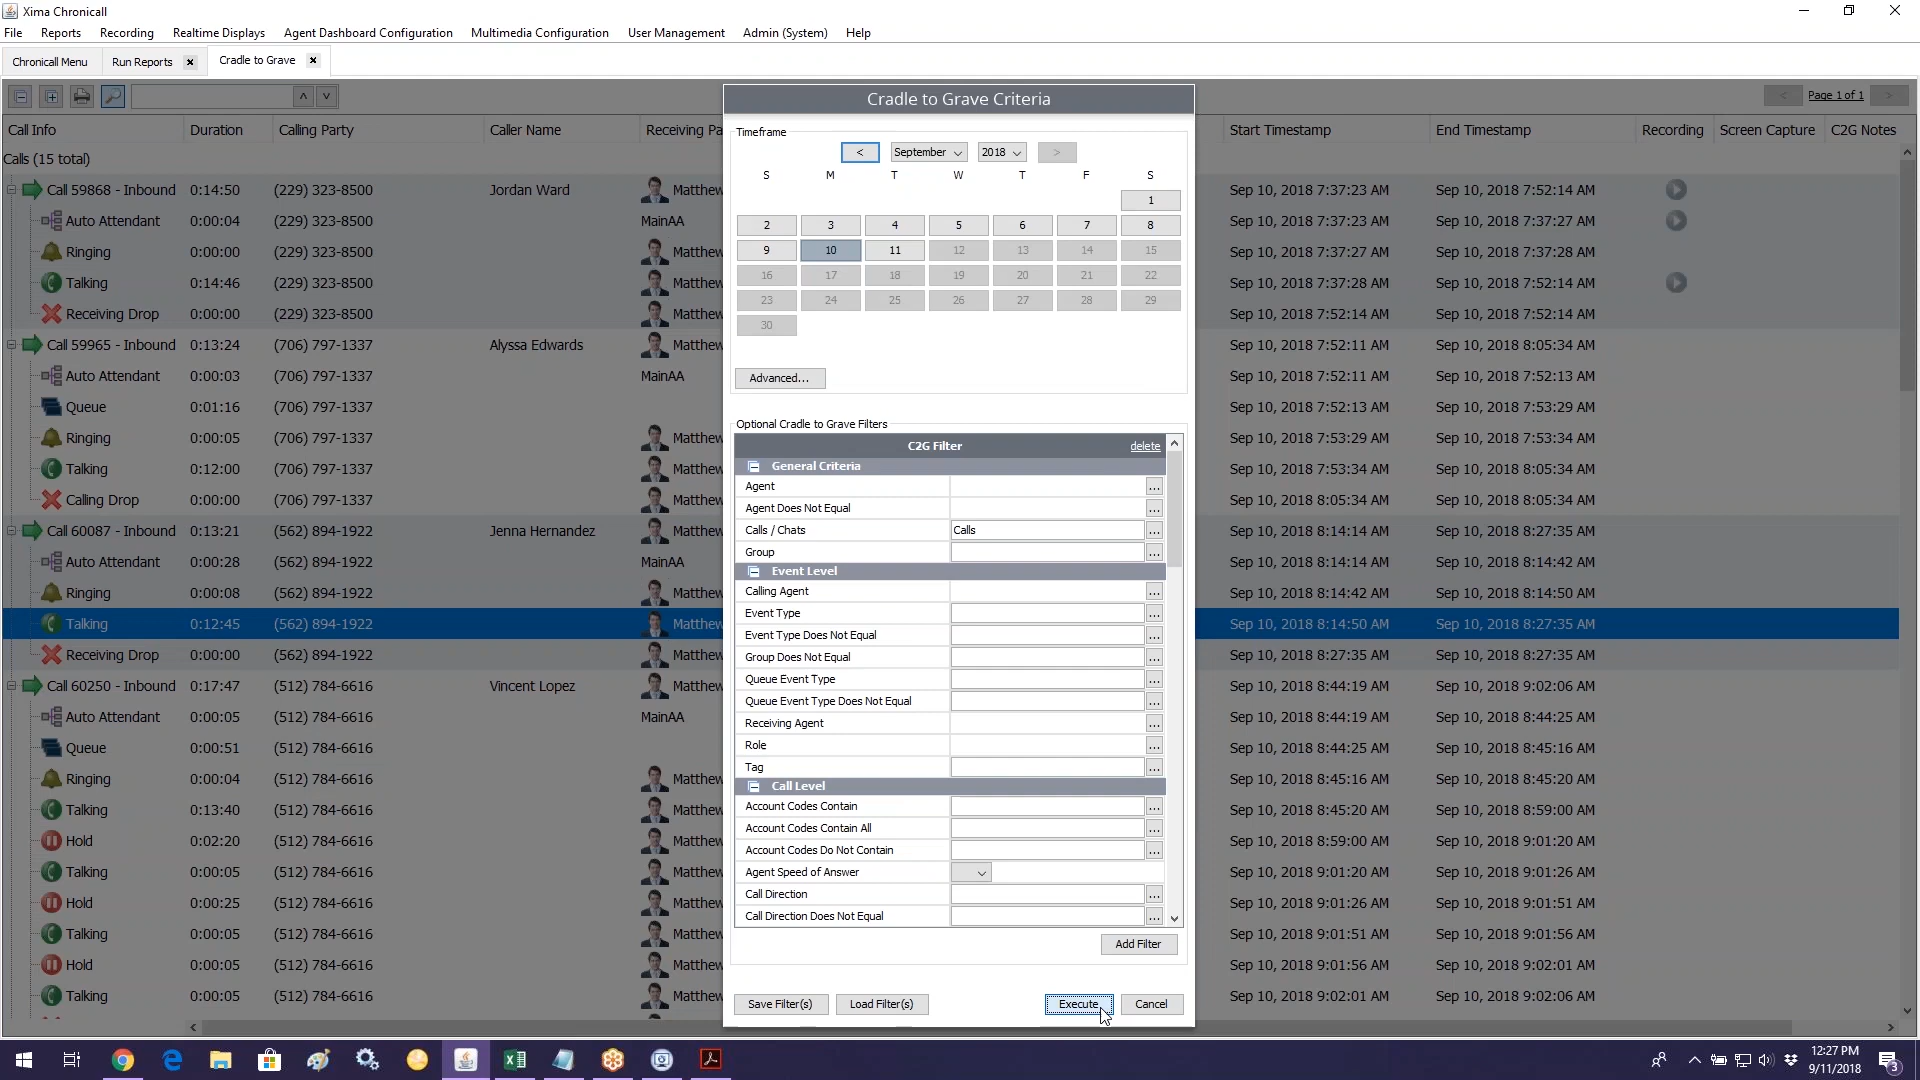 Xima Chronicall
File Reports Recording Realtime Displays Agent Dashboard Configuration Multimedia Configuration User Management Admin (System) Help
Chronicall Menu Run Reports Cradle to Grave
Page 1 of 1
Call Info Duration Calling Party Caller Name Receiving Pa Start Timestamp End Timestamp Recording Screen Capture C2G Notes
Calls (15 total)
Call 59868 - Inbound 0:14:50 (229) 323-8500 Jordan Ward Matthew Sep 10, 2018 7:37:23 AM Sep 10, 2018 7:52:14 AM
Auto Attendant 0:00:04 (229) 323-8500 MainAA Sep 10, 2018 7:37:23 AM Sep 10, 2018 7:37:27 AM
Ringing 0:00:00 (229) 323-8500 Matthew Sep 10, 2018 7:37:27 AM Sep 10, 2018 7:37:28 AM
Talking 0:14:46 (229) 323-8500 Matthew Sep 10, 2018 7:37:28 AM Sep 10, 2018 7:52:14 AM
Receiving Drop 0:00:00 (229) 323-8500 Matthew Sep 10, 2018 7:52:14 AM Sep 10, 2018 7:52:14 AM
Call 59965 - Inbound 0:13:24 (706) 797-1337 Alyssa Edwards Matthew Sep 10, 2018 7:52:11 AM Sep 10, 2018 8:05:34 AM
Auto Attendant 0:00:03 (706) 797-1337 MainAA Sep 10, 2018 7:52:11 AM Sep 10, 2018 7:52:13 AM
Queue 0:01:16 (706) 797-1337 Sep 10, 2018 7:52:13 AM Sep 10, 2018 7:53:29 AM
Ringing 0:00:05 (706) 797-1337 Matthew Sep 10, 2018 7:53:29 AM Sep 10, 2018 7:53:34 AM
Talking 0:12:00 (706) 797-1337 Matthew Sep 10, 2018 7:53:34 AM Sep 10, 2018 8:05:34 AM
Calling Drop 0:00:00 (706) 797-1337 Matthew Sep 10, 2018 8:05:34 AM Sep 10, 2018 8:05:34 AM
Call 60087 - Inbound 0:13:21 (562) 894-1922 Jenna Hernandez Matthew Sep 10, 2018 8:14:14 AM Sep 10, 2018 8:27:35 AM
Auto Attendant 0:00:28 (562) 894-1922 MainAA Sep 10, 2018 8:14:14 AM Sep 10, 2018 8:14:42 AM
Ringing 0:00:08 (562) 894-1922 Matthew Sep 10, 2018 8:14:42 AM Sep 10, 2018 8:14:50 AM
Talking 0:12:45 (562) 894-1922 Matthew Sep 10, 2018 8:14:50 AM Sep 10, 2018 8:27:35 AM
Receiving Drop 0:00:00 (562) 894-1922 Matthew Sep 10, 2018 8:27:35 AM Sep 10, 2018 8:27:35 AM
Call 60250 - Inbound 0:17:47 (512) 784-6616 Vincent Lopez Matthew Sep 10, 2018 8:44:19 AM Sep 10, 2018 9:02:06 AM
Auto Attendant 0:00:05 (512) 784-6616 MainAA Sep 10, 2018 8:44:19 AM Sep 10, 2018 8:44:25 AM
Queue 0:00:51 (512) 784-6616 Sep 10, 2018 8:44:25 AM Sep 10, 2018 8:45:16 AM
Ringing 0:00:04 (512) 784-6616 Matthew Sep 10, 2018 8:45:16 AM Sep 10, 2018 8:45:20 AM
Talking 0:13:40 (512) 784-6616 Matthew Sep 10, 2018 8:45:20 AM Sep 10, 2018 8:59:00 AM
Hold 0:02:20 (512) 784-6616 Matthew Sep 10, 2018 8:59:00 AM Sep 10, 2018 9:01:20 AM
Talking 0:00:05 (512) 784-6616 Matthew Sep 10, 2018 9:01:20 AM Sep 10, 2018 9:01:26 AM
Hold 0:00:25 (512) 784-6616 Matthew Sep 10, 2018 9:01:26 AM Sep 10, 2018 9:01:51 AM
Talking 0:00:05 (512) 784-6616 Matthew Sep 10, 2018 9:01:51 AM Sep 10, 2018 9:01:56 AM
Hold 0:00:05 (512) 784-6616 Matthew Sep 10, 2018 9:01:56 AM Sep 10, 2018 9:02:01 AM
Talking 0:00:05 (512) 784-6616 Matthew Sep 10, 2018 9:02:01 AM Sep 10, 2018 9:02:06 AM
Cradle to Grave Criteria
Timeframe
< September 2018 >
S M T W T F S
1
2 3 4 5 6 7 8
9 10 11 12 13 14 15
16 17 18 19 20 21 22
23 24 25 26 27 28 29
30
Advanced...
Optional Cradle to Grave Filters
C2G Filter delete
General Criteria
Agent ...
Agent Does Not Equal ...
Calls / Chats Calls ...
Group ...
Event Level
Calling Agent ...
Event Type ...
Event Type Does Not Equal ...
Group Does Not Equal ...
Queue Event Type ...
Queue Event Type Does Not Equal ...
Receiving Agent ...
Role ...
Tag ...
Call Level
Account Codes Contain ...
Account Codes Contain All ...
Account Codes Do Not Contain ...
Agent Speed of Answer
Call Direction ...
Call Direction Does Not Equal ...
Add Filter
Save Filter(s) Load Filter(s) Execute Cancel
12:27 PM
9/11/2018
3